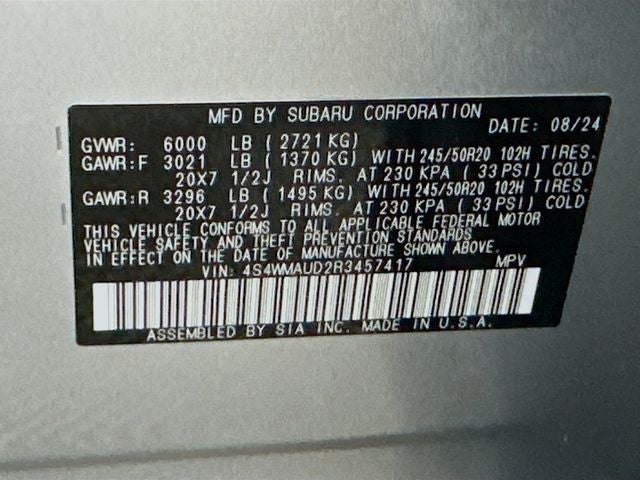 MFD BY SUBARU CORPORATION DATE: 08/24
GVWR: 6000 LB (2721 KG)
GAWR:F 3021 LB (1370 KG) WITH 245/50R20 102H TIRES.
20X7 1/2J RIMS. AT 230 KPA (33 PSI) COLD
GAWR:R 3296 LB (1495 KG) WITH 245/50R20 102H TIRES.
20X7 1/2J RIMS. AT 230 KPA (33 PSI) COLD
THIS VEHICLE CONFORMS TO ALL APPLICABLE FEDERAL MOTOR
VEHICLE SAFETY AND THEFT PREVENTION STANDARDS
IN EFFECT ON THE DATE OF MANUFACTURE SHOWN ABOVE.
VIN: 4S4WMAUD2R3457417 MPV
ASSEMBLED BY SIA INC. MADE IN U.S.A.